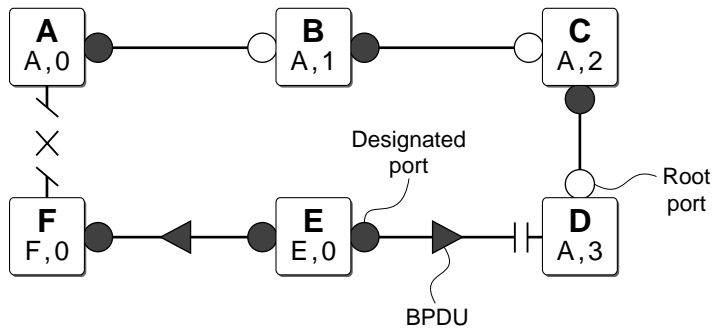 A
A,0
B
A,1
C
A,2
Designated
port
Root
port
F
F,0
E
E,0
D
A,3
BPDU